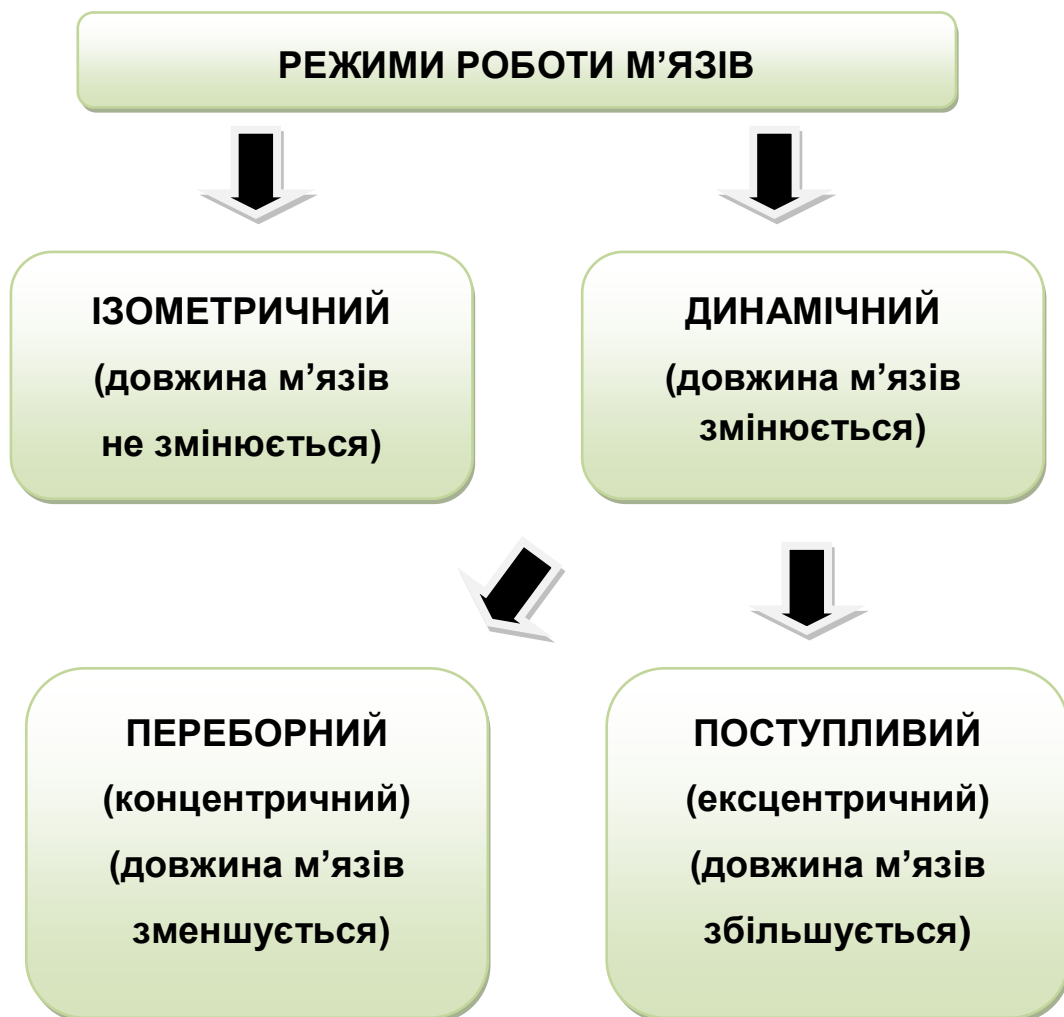 РЕЖИМИ РОБОТИ М’ЯЗІВ
ІЗОМЕТРИЧНИЙ
(довжина м’язів
не змінюється)
ДИНАМІЧНИЙ
(довжина м’язів
змінюється)
ПЕРЕБОРНИЙ
(концентричний)
(довжина м’язів
зменшується)
ПОСТУПЛИВИЙ
(ексцентричний)
(довжина м’язів
збільшується)